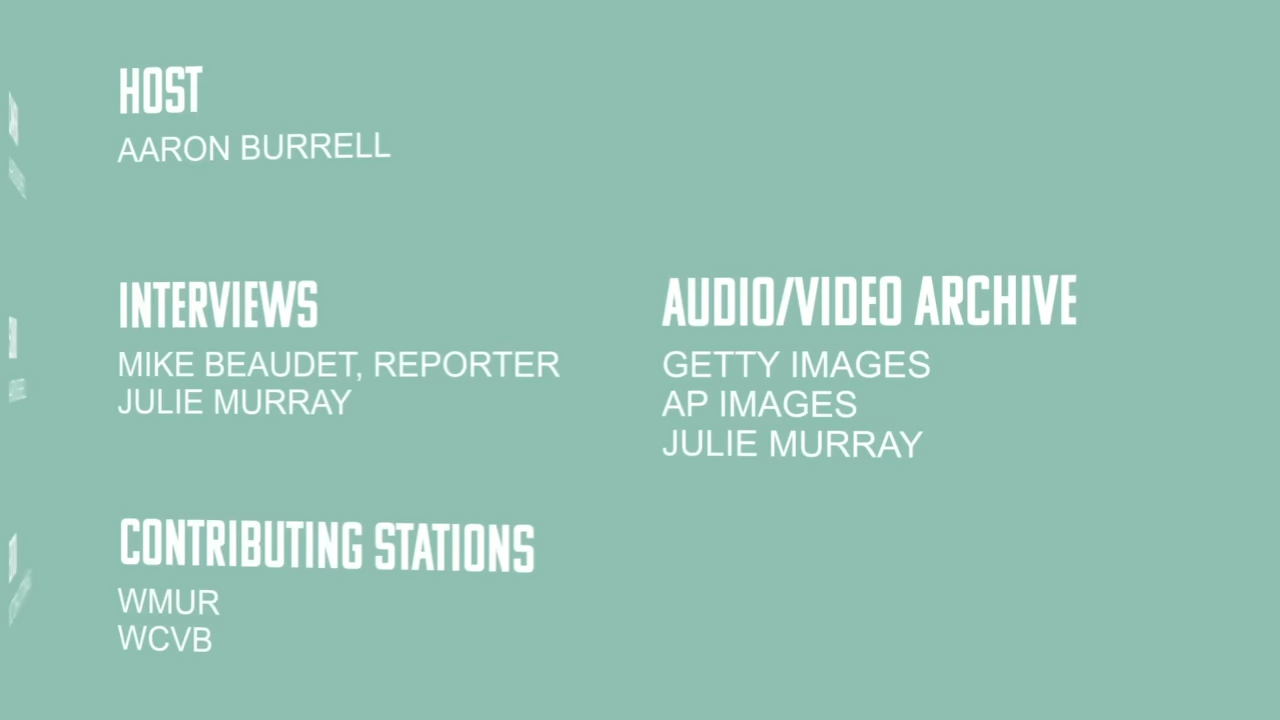 HOST
AARON BURRELL
INTERVIEWS
MIKE BEAUDET, REPORTER
JULIE MURRAY
AUDIO/VIDEO ARCHIVE
GETTY IMAGES
AP IMAGES
JULIE MURRAY
CONTRIBUTING STATIONS
WMUR
WCVB